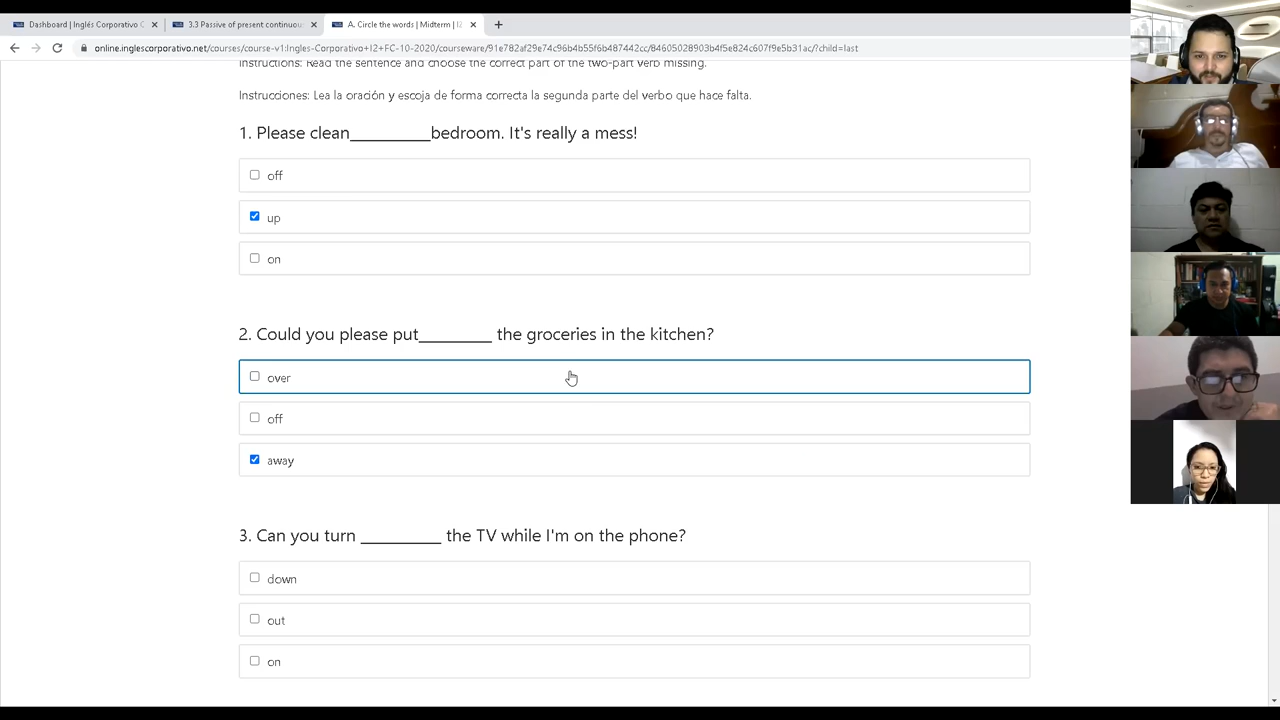 Dashboard | Inglés Corporativo
3.3 Passive of present continuou
A. Circle the words | Midterm |
online.inglescorporativo.net/courses/course-v1:Ingles-Corporativo+I2+FC-10-2020/courseware/91e782af29e74c96b4b55f6b487442cc/84605028903b4f5e824c607f9e5b31ac/?child=last
Instructions: Read the sentence and choose the correct part of the two-part verb missing.
Instrucciones: Lea la oración y escoja de forma correcta la segunda parte del verbo que hace falta.
1. Please clean__________bedroom. It's really a mess!
off
up
on
2. Could you please put_________ the groceries in the kitchen?
over
off
away
3. Can you turn __________ the TV while I'm on the phone?
down
out
on